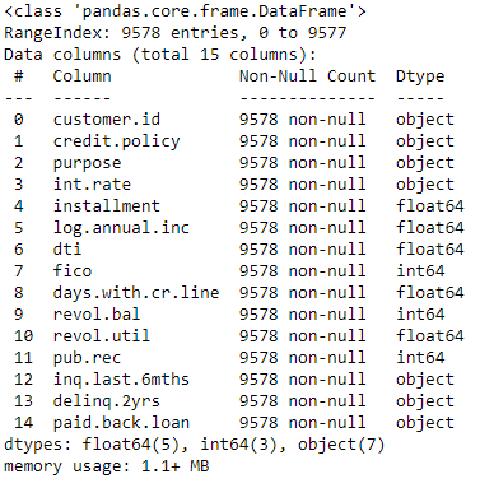 <class 'pandas.core.frame.DataFrame'>
RangeIndex: 9578 entries, 0 to 9577
Data columns (total 15 columns):
 #   Column             Non-Null Count  Dtype
---  ------             --------------  -----
 0   customer.id        9578 non-null   object
 1   credit.policy      9578 non-null   object
 2   purpose            9578 non-null   object
 3   int.rate           9578 non-null   object
 4   installment        9578 non-null   float64
 5   log.annual.inc     9578 non-null   float64
 6   dti                9578 non-null   float64
 7   fico               9578 non-null   int64
 8   days.with.cr.line  9578 non-null   float64
 9   revol.bal          9578 non-null   int64
 10  revol.util         9578 non-null   float64
 11  pub.rec            9578 non-null   int64
 12  inq.last.6mths     9578 non-null   object
 13  delinq.2yrs        9578 non-null   object
 14  paid.back.loan     9578 non-null   object
dtypes: float64(5), int64(3), object(7)
memory usage: 1.1+ MB